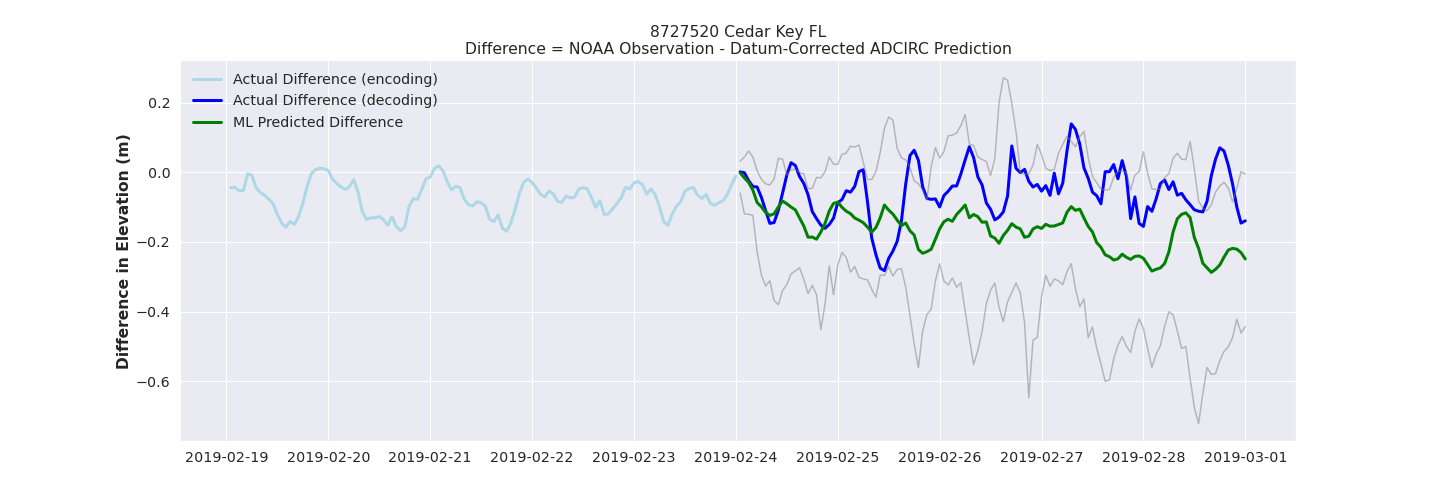 8727520 Cedar Key FL
Difference = NOAA Observation - Datum-Corrected ADCIRC Prediction
Actual Difference (encoding)
Actual Difference (decoding)
ML Predicted Difference
Difference in Elevation (m)
0.2
0.0
−0.2
−0.4
−0.6
2019-02-19 2019-02-20 2019-02-21 2019-02-22 2019-02-23 2019-02-24 2019-02-25 2019-02-26 2019-02-27 2019-02-28 2019-03-01